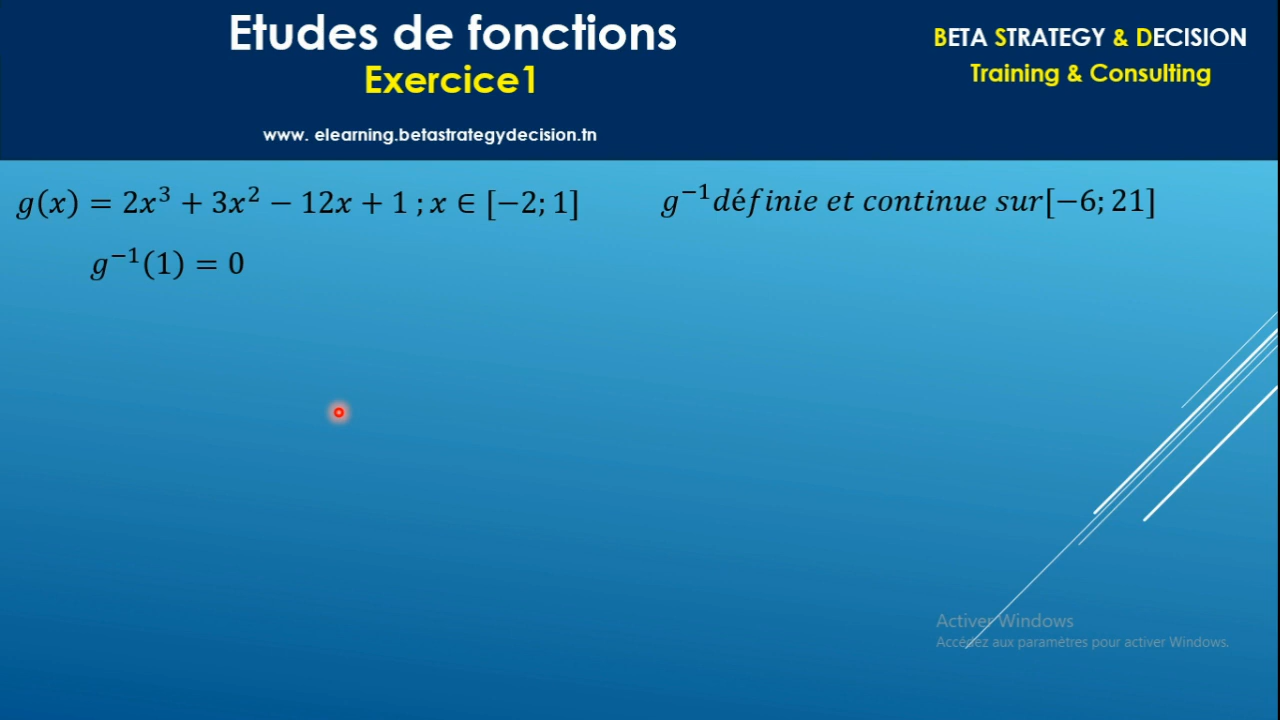 Etudes de fonctions
Exercice1
www. elearning.betastrategydecision.tn
BETA STRATEGY & DECISION
Training & Consulting
g(x) = 2x³ + 3x² − 12x + 1 ; x ∈ [−2; 1]
g⁻¹définie et continue sur[−6; 21]
g⁻¹(1) = 0
Activer Windows
Accédez aux paramètres pour activer Windows.